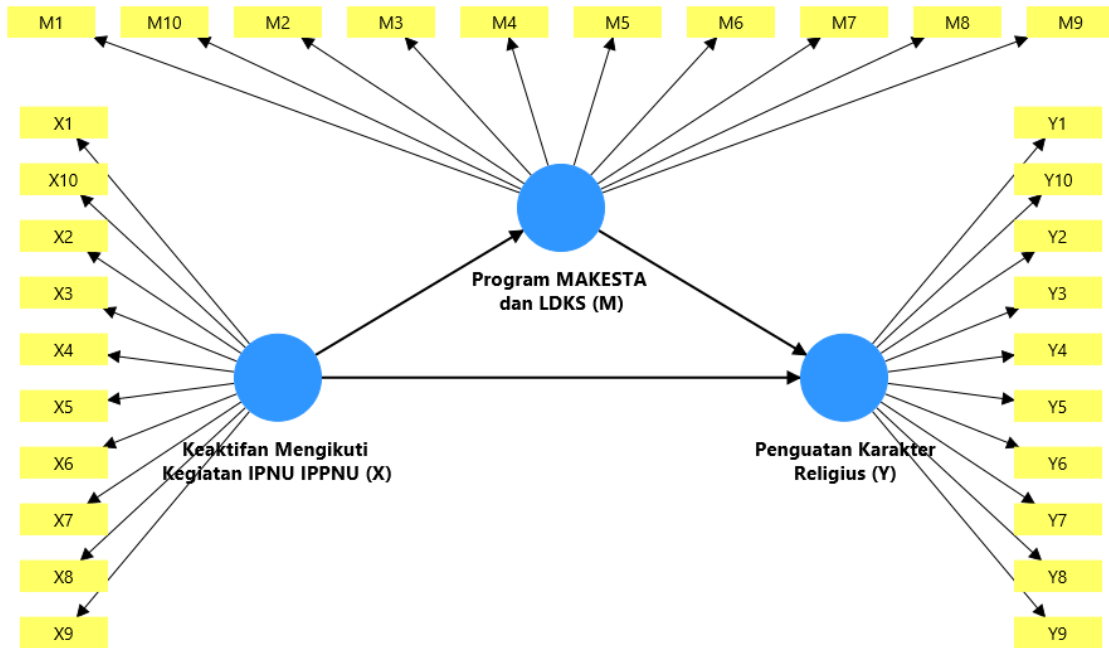 M1
M10
M2
M3
M4
M5
M6
M7
M8
M9
X1
X10
X2
X3
X4
X5
X6
X7
X8
X9
Program MAKESTA
dan LDKS (M)
Keaktifan Mengikuti
Kegiatan IPNU IPPNU (X)
Penguatan Karakter
Religius (Y)
Y1
Y10
Y2
Y3
Y4
Y5
Y6
Y7
Y8
Y9